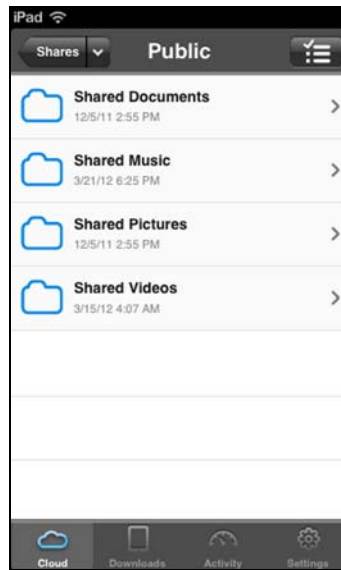 iPad
Shares
Public
Shared Documents
12/5/11 2:55 PM
Shared Music
3/21/12 6:25 PM
Shared Pictures
12/5/11 2:55 PM
Shared Videos
3/15/12 4:07 AM
Cloud
Downloads
Activity
Settings